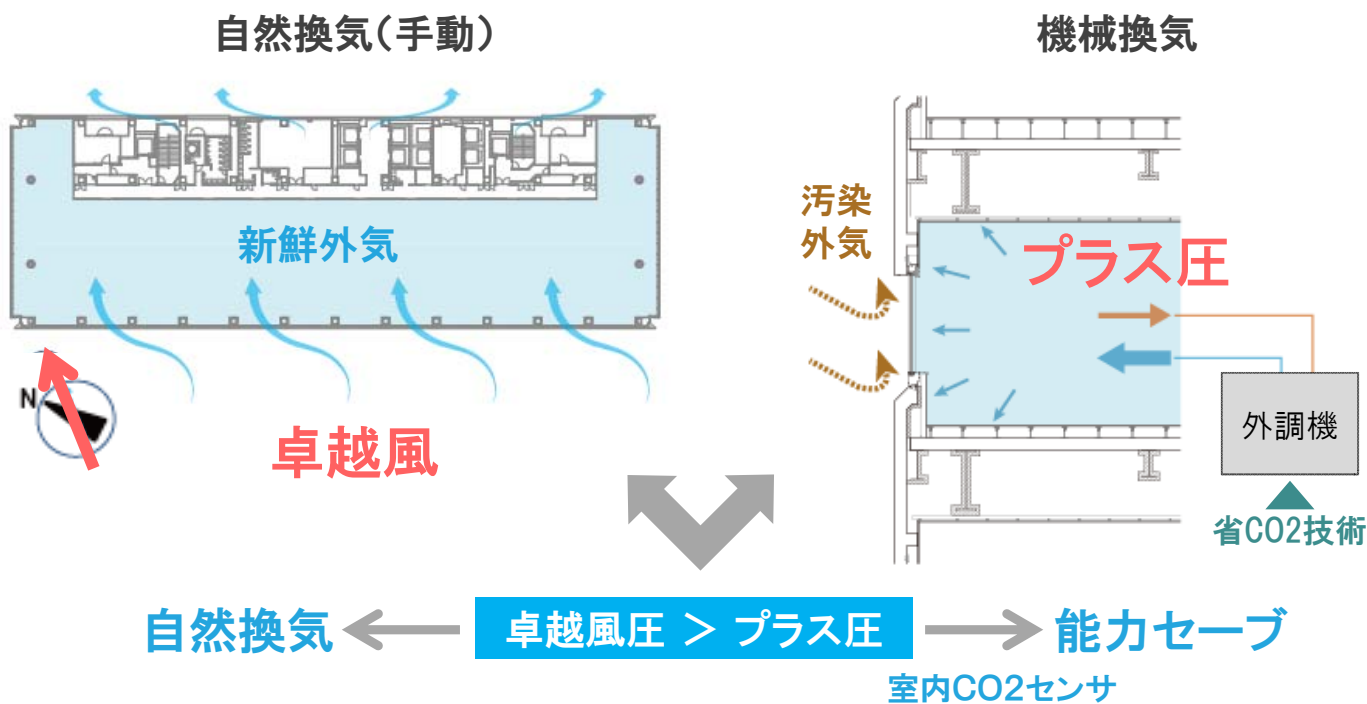 自然換気（手動）
機械換気
新鮮外気
汚染
外気
プラス圧
N
卓越風
外調機
省CO2技術
自然換気
卓越風圧 ＞ プラス圧
能力セーブ
室内CO2センサ